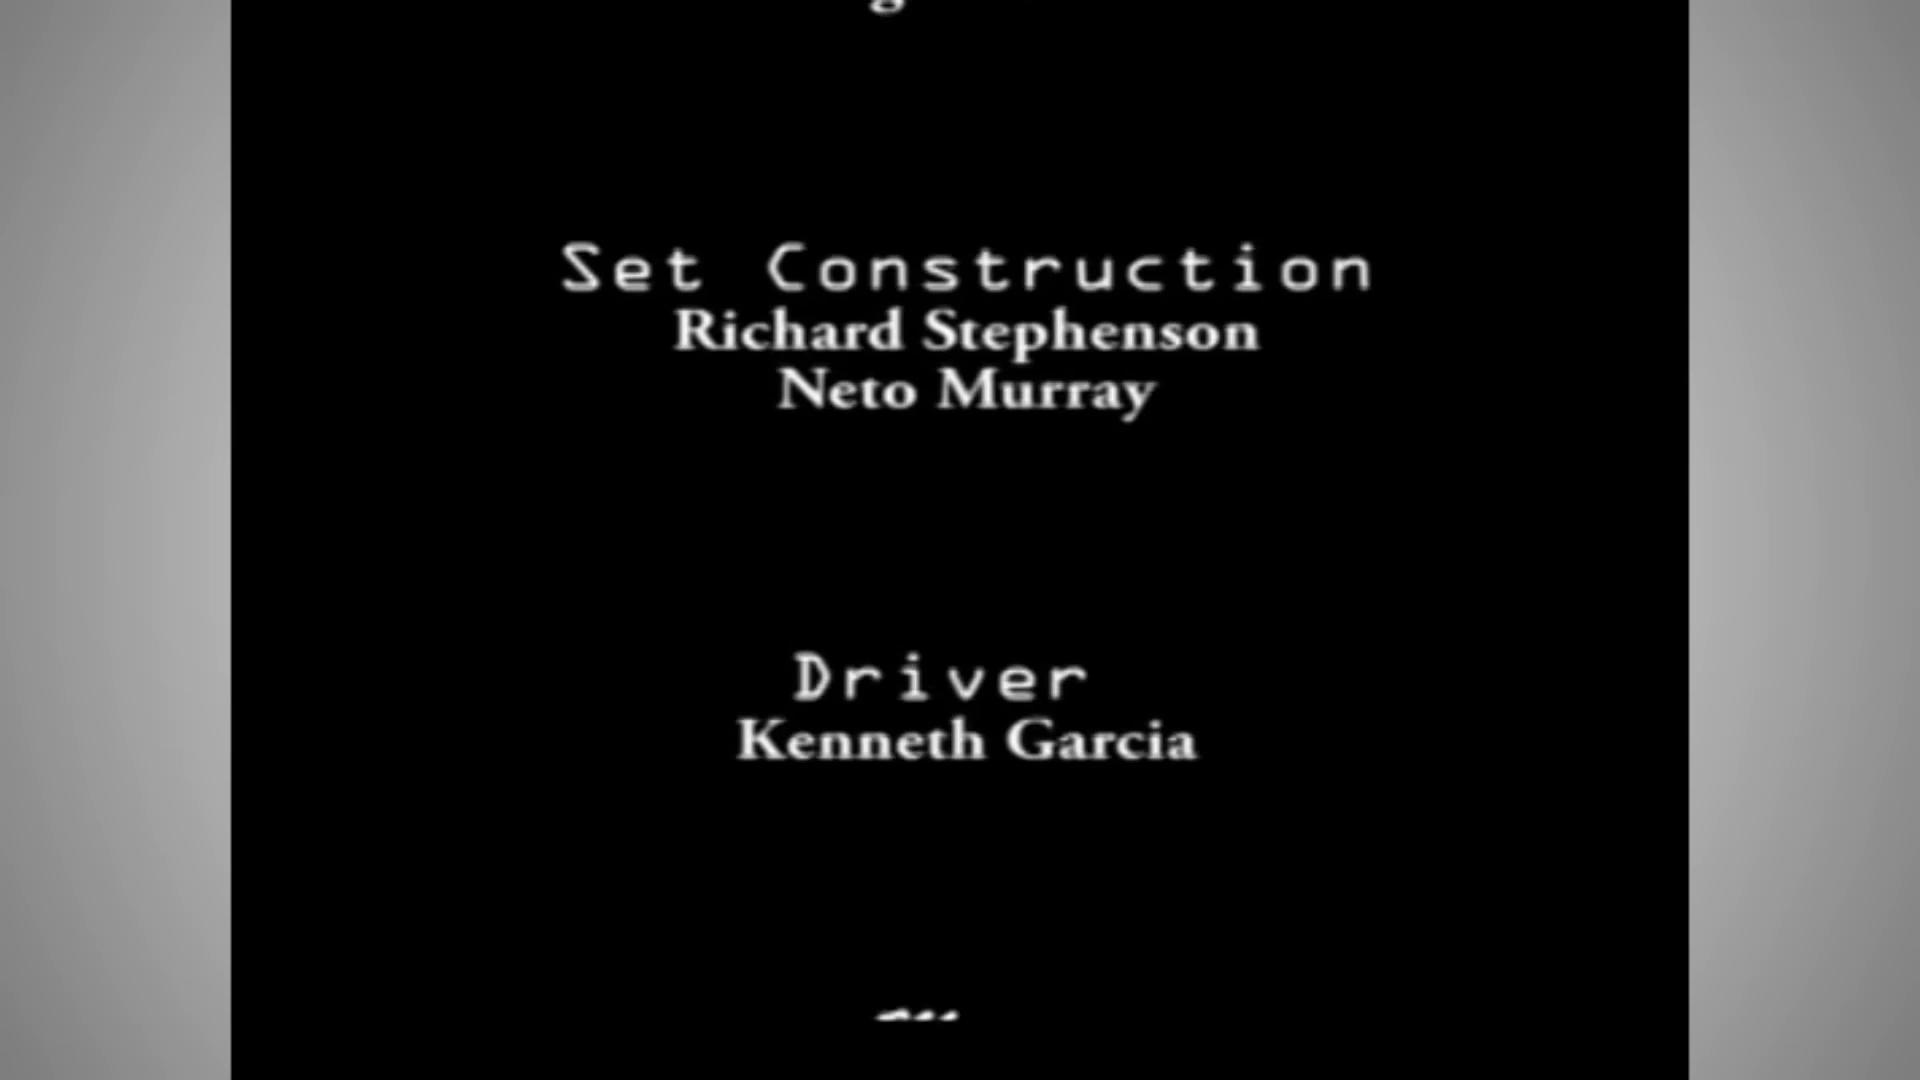 Set Construction
Richard Stephenson
Neto Murray
Driver
Kenneth Garcia